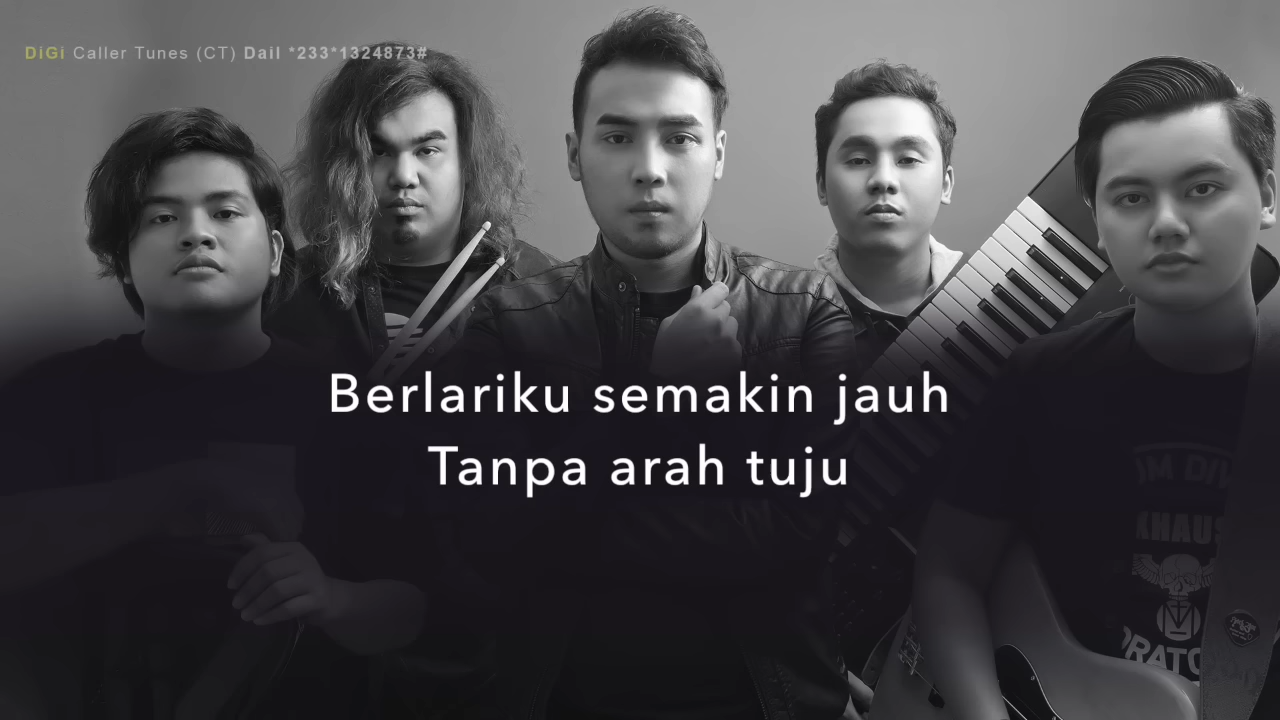 DiGi Caller Tunes (CT) Dail *233*1324873#
Berlariku semakin jauh
Tanpa arah tuju